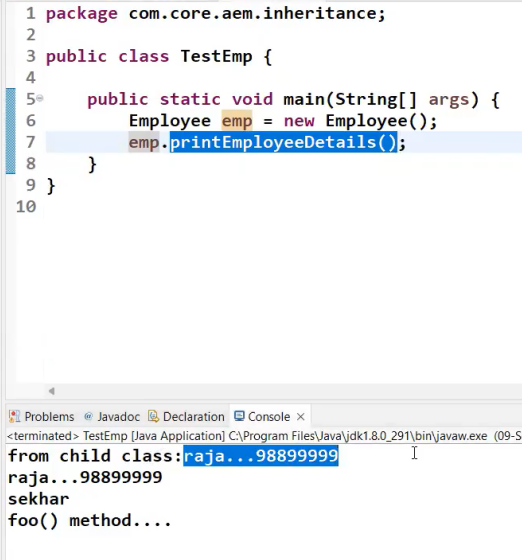 1 package com.core.aem.inheritance;
2
3 public class TestEmp {
4
5 public static void main(String[] args) {
6 Employee emp = new Employee();
7 emp.printEmployeeDetails();
8 }
9 }
10
Problems @ Javadoc Declaration Console ×
<terminated> TestEmp [Java Application] C:\Program Files\Java\jdk1.8.0_291\bin\javaw.exe (09-S
from child class:raja...98899999
raja...98899999
sekhar
foo() method....